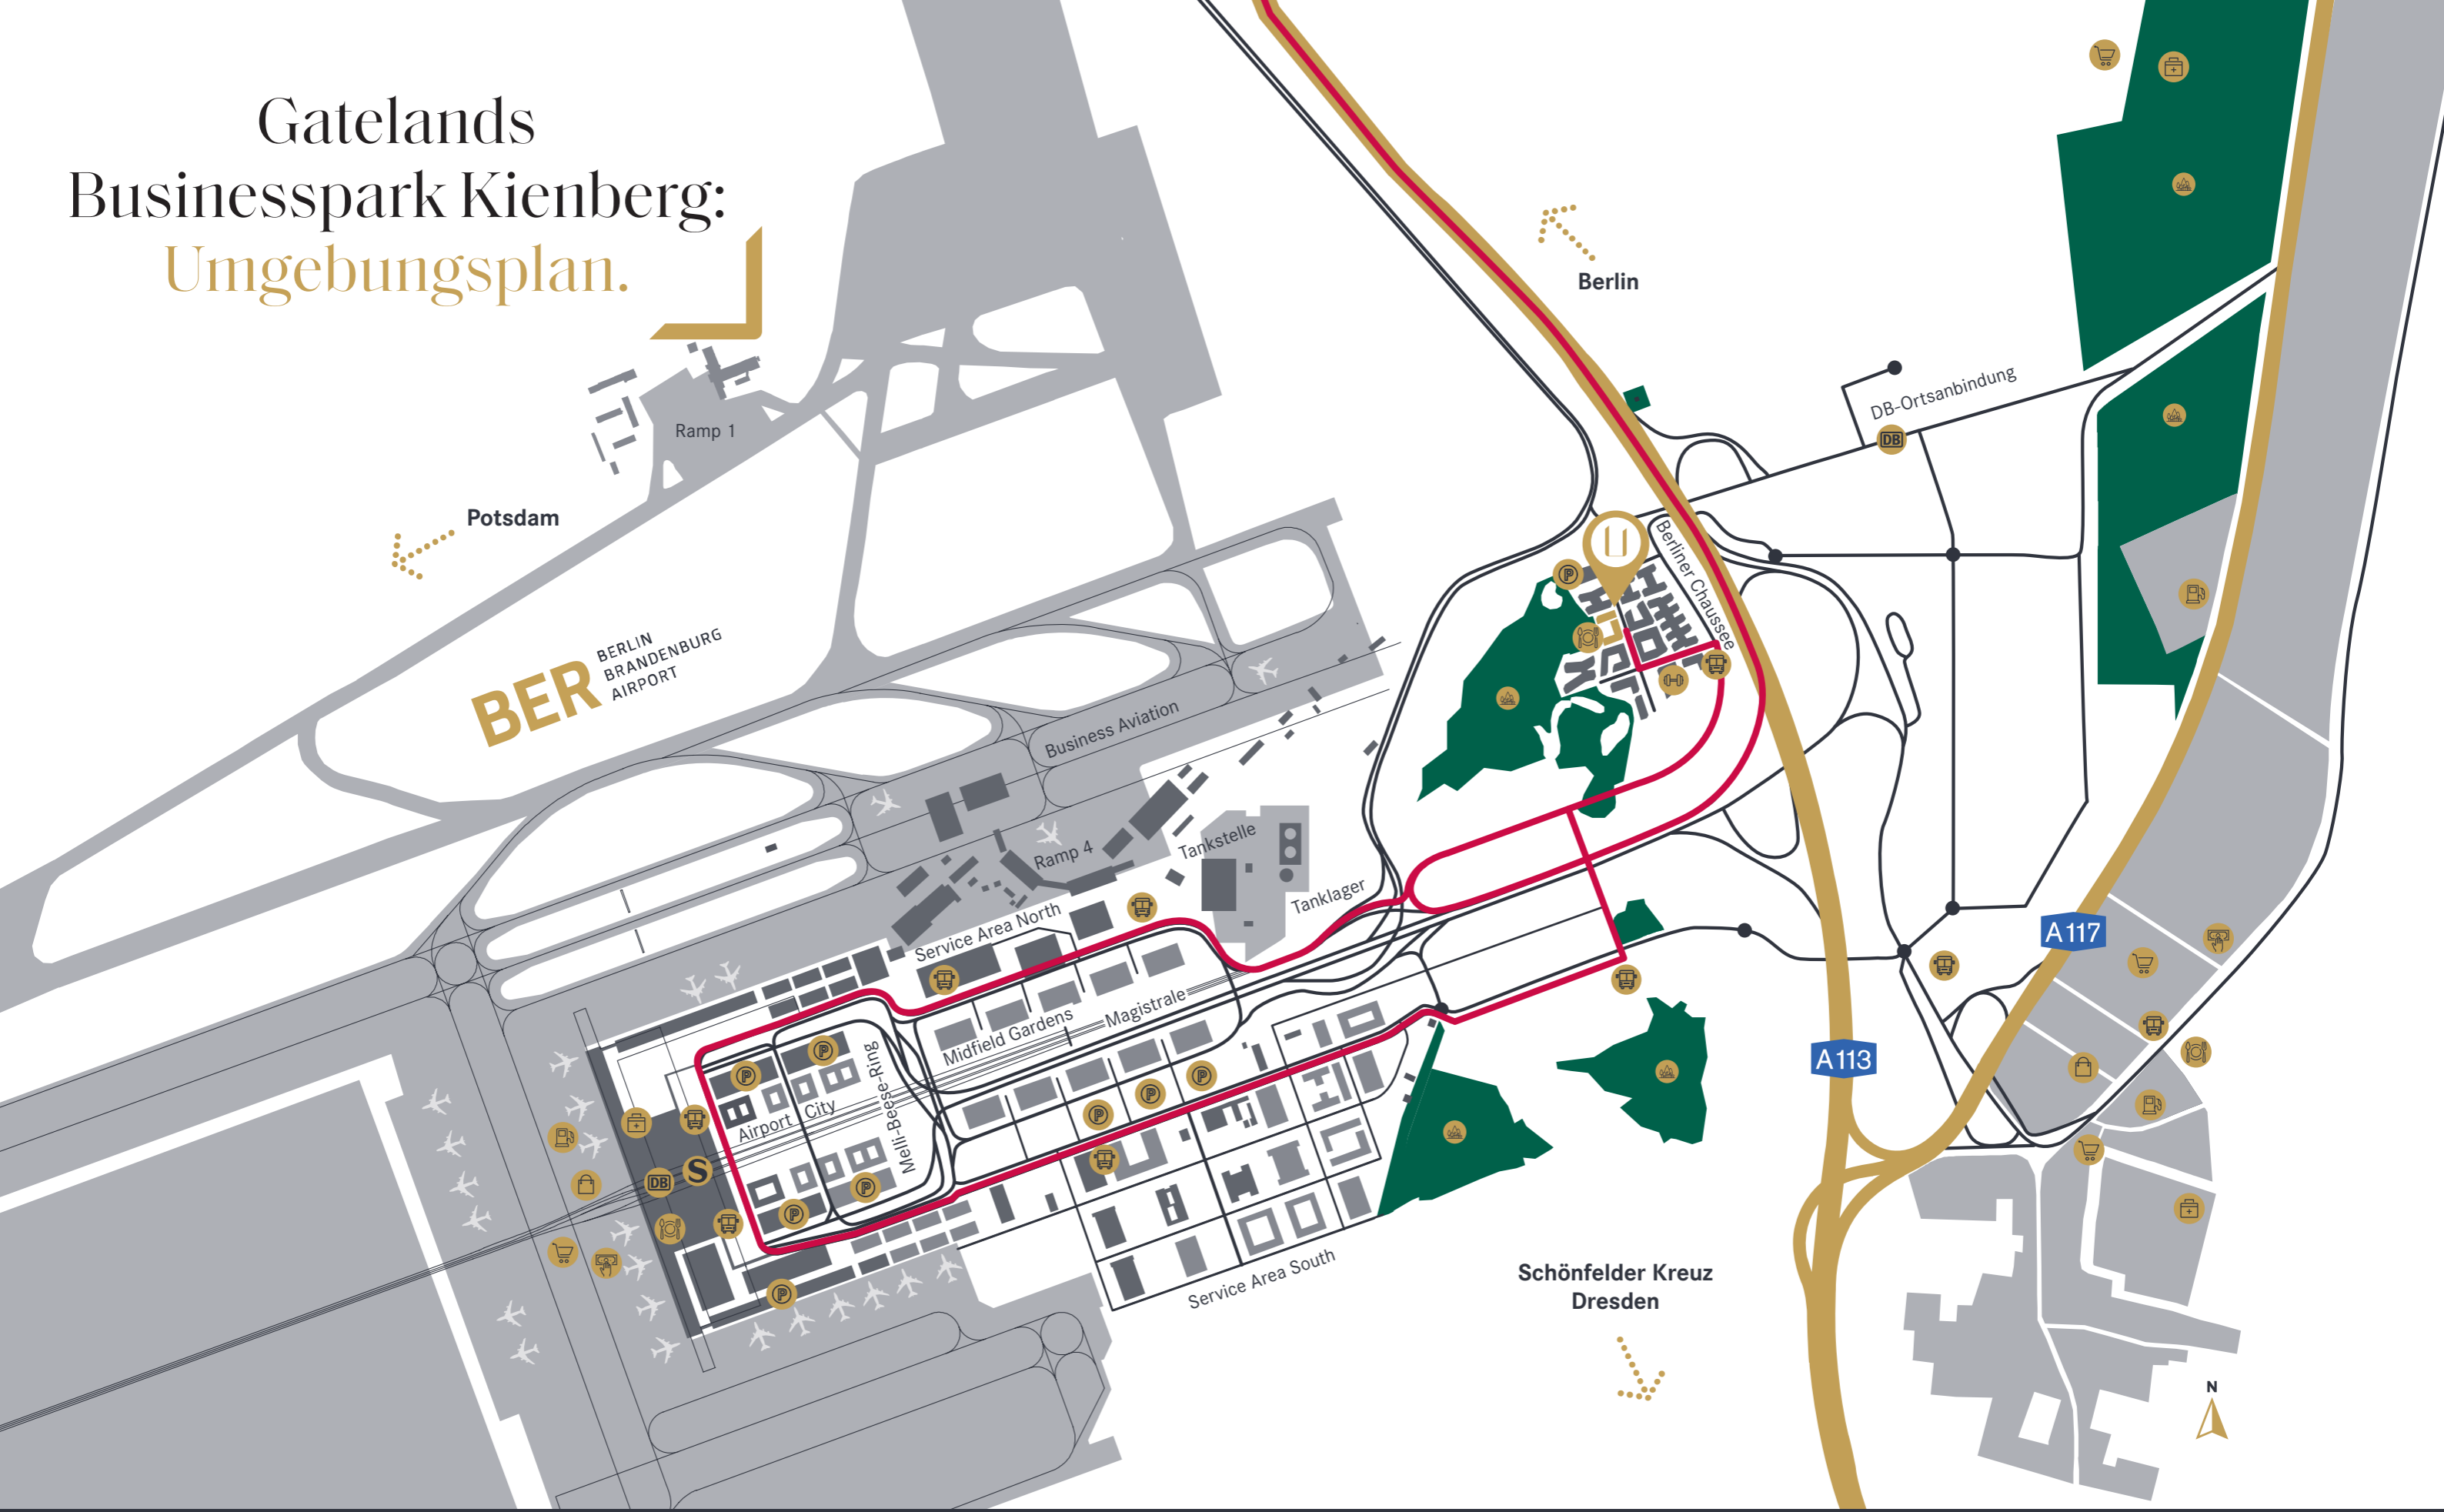 Gatelands
Businesspark Kienberg:
Umgebungsplan.
Berlin
DB-Ortsanbindung
DB
Ramp 1
Potsdam
Berliner Chaussee
P
BER
BERLIN
BRANDENBURG
AIRPORT
Business Aviation
Ramp 4
Tankstelle
Tanklager
Service Area North
A 117
Midfield Gardens
Magistrale
A 113
P
P
P
P
P
Airport City
Melli-Beese-Ring
DB
S
P
P
P
Service Area South
Schönfelder Kreuz
Dresden
N